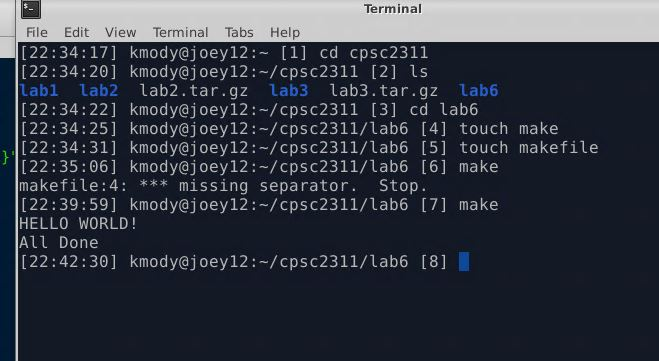 Terminal
File Edit View Terminal Tabs Help
[22:34:17] kmody@joey12:~ [1] cd cpsc2311
[22:34:20] kmody@joey12:~/cpsc2311 [2] ls
lab1 lab2 lab2.tar.gz lab3 lab3.tar.gz lab6
[22:34:22] kmody@joey12:~/cpsc2311 [3] cd lab6
[22:34:25] kmody@joey12:~/cpsc2311/lab6 [4] touch make
[22:34:31] kmody@joey12:~/cpsc2311/lab6 [5] touch makefile
[22:35:06] kmody@joey12:~/cpsc2311/lab6 [6] make
makefile:4: *** missing separator.  Stop.
[22:39:59] kmody@joey12:~/cpsc2311/lab6 [7] make
HELLO WORLD!
All Done
[22:42:30] kmody@joey12:~/cpsc2311/lab6 [8]
}'